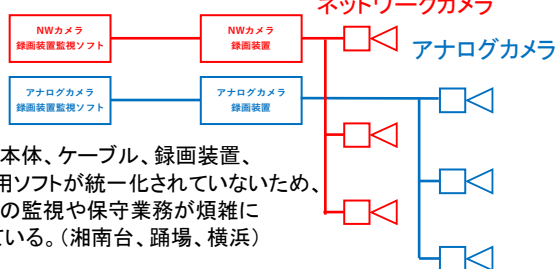 ネットワークカメラ
NWカメラ
録画装置監視ソフト
NWカメラ
録画装置
アナログカメラ
アナログカメラ
録画装置監視ソフト
アナログカメラ
録画装置
本体、ケーブル、録画装置、
用ソフトが統一化されていないため、
の監視や保守業務が煩雑に
ている。(湘南台、踊場、横浜)